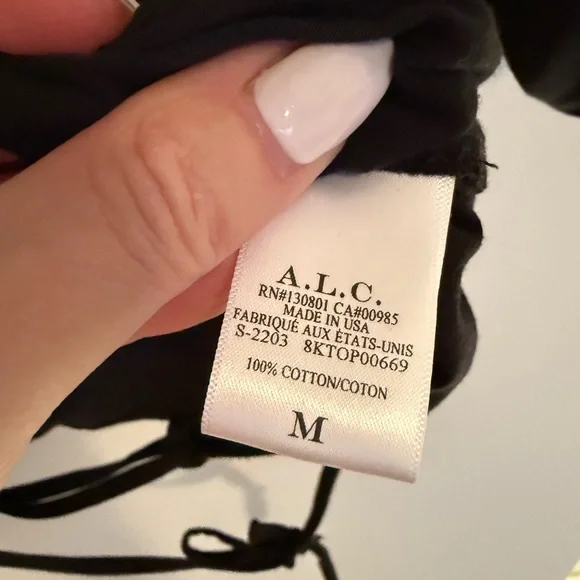 A.L.C.
RN#130801 CA#00985
MADE IN USA
FABRIQUÉ AUX ÉTATS-UNIS
S-2203 8KTOP00669
100% COTTON/COTON
M